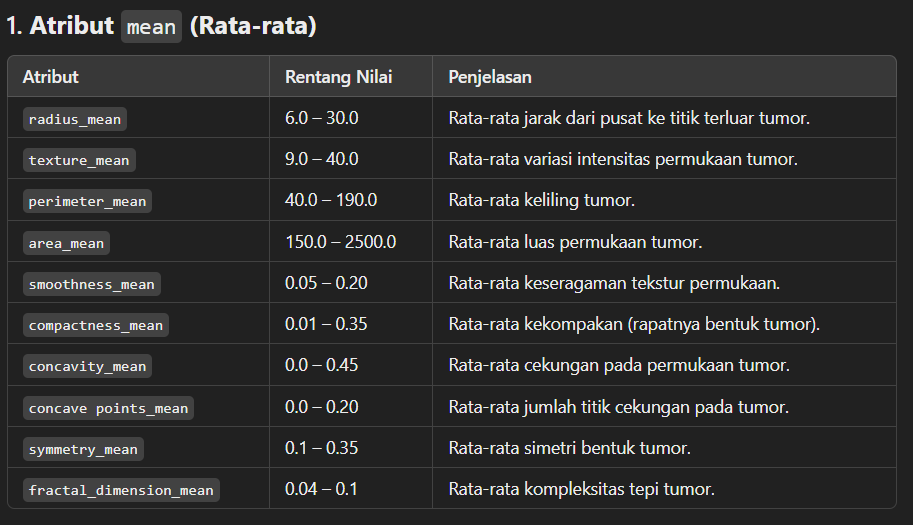 1. Atribut mean (Rata-rata)
Atribut Rentang Nilai Penjelasan
radius_mean 6.0 – 30.0 Rata-rata jarak dari pusat ke titik terluar tumor.
texture_mean 9.0 – 40.0 Rata-rata variasi intensitas permukaan tumor.
perimeter_mean 40.0 – 190.0 Rata-rata keliling tumor.
area_mean 150.0 – 2500.0 Rata-rata luas permukaan tumor.
smoothness_mean 0.05 – 0.20 Rata-rata keseragaman tekstur permukaan.
compactness_mean 0.01 – 0.35 Rata-rata kekompakan (rapatnya bentuk tumor).
concavity_mean 0.0 – 0.45 Rata-rata cekungan pada permukaan tumor.
concave points_mean 0.0 – 0.20 Rata-rata jumlah titik cekungan pada tumor.
symmetry_mean 0.1 – 0.35 Rata-rata simetri bentuk tumor.
fractal_dimension_mean 0.04 – 0.1 Rata-rata kompleksitas tepi tumor.